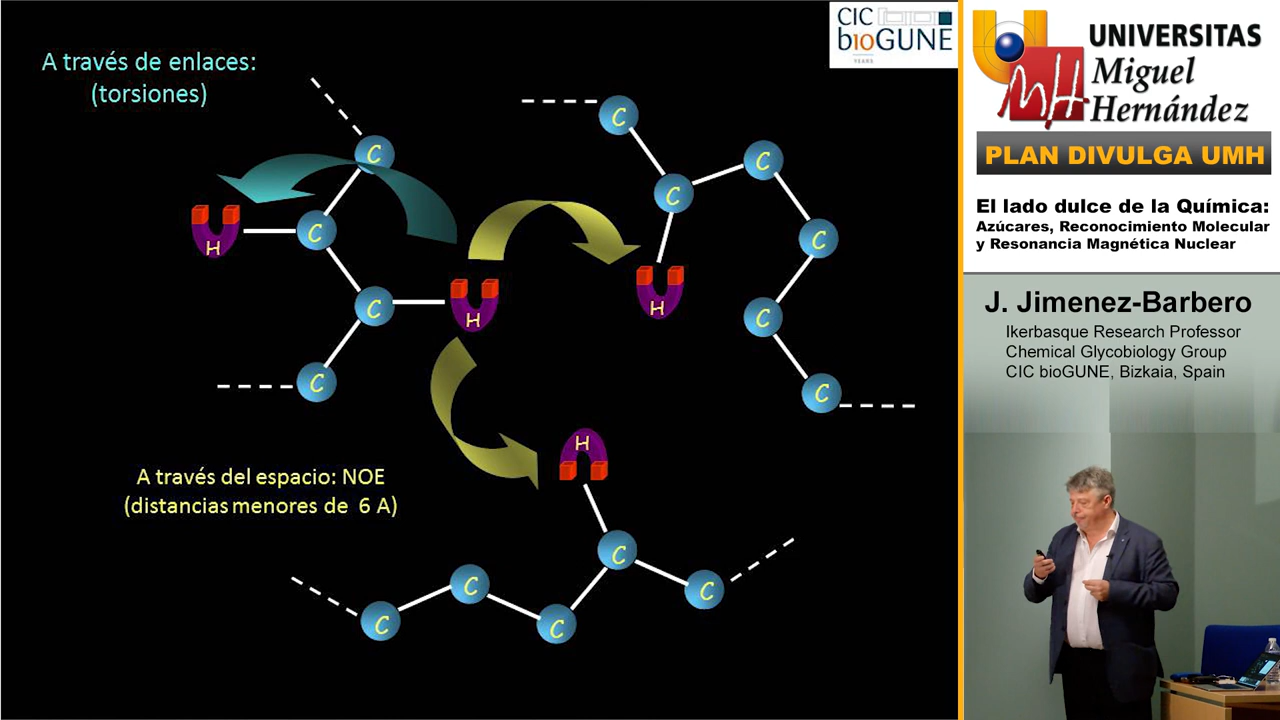 A través de enlaces:
(torsiones)
CIC
bioGUNE
YEARS
C
C
C
C
H
H
C
C
C
C
C
C
H
A través del espacio: NOE
(distancias menores de 6 A)
H
C
C
C
C
C
UNIVERSITAS
Miguel
Hernández
PLAN DIVULGA UMH
El lado dulce de la Química:
Azúcares, Reconocimiento Molecular
y Resonancia Magnética Nuclear
J. Jimenez-Barbero
Ikerbasque Research Professor
Chemical Glycobiology Group
CIC bioGUNE, Bizkaia, Spain